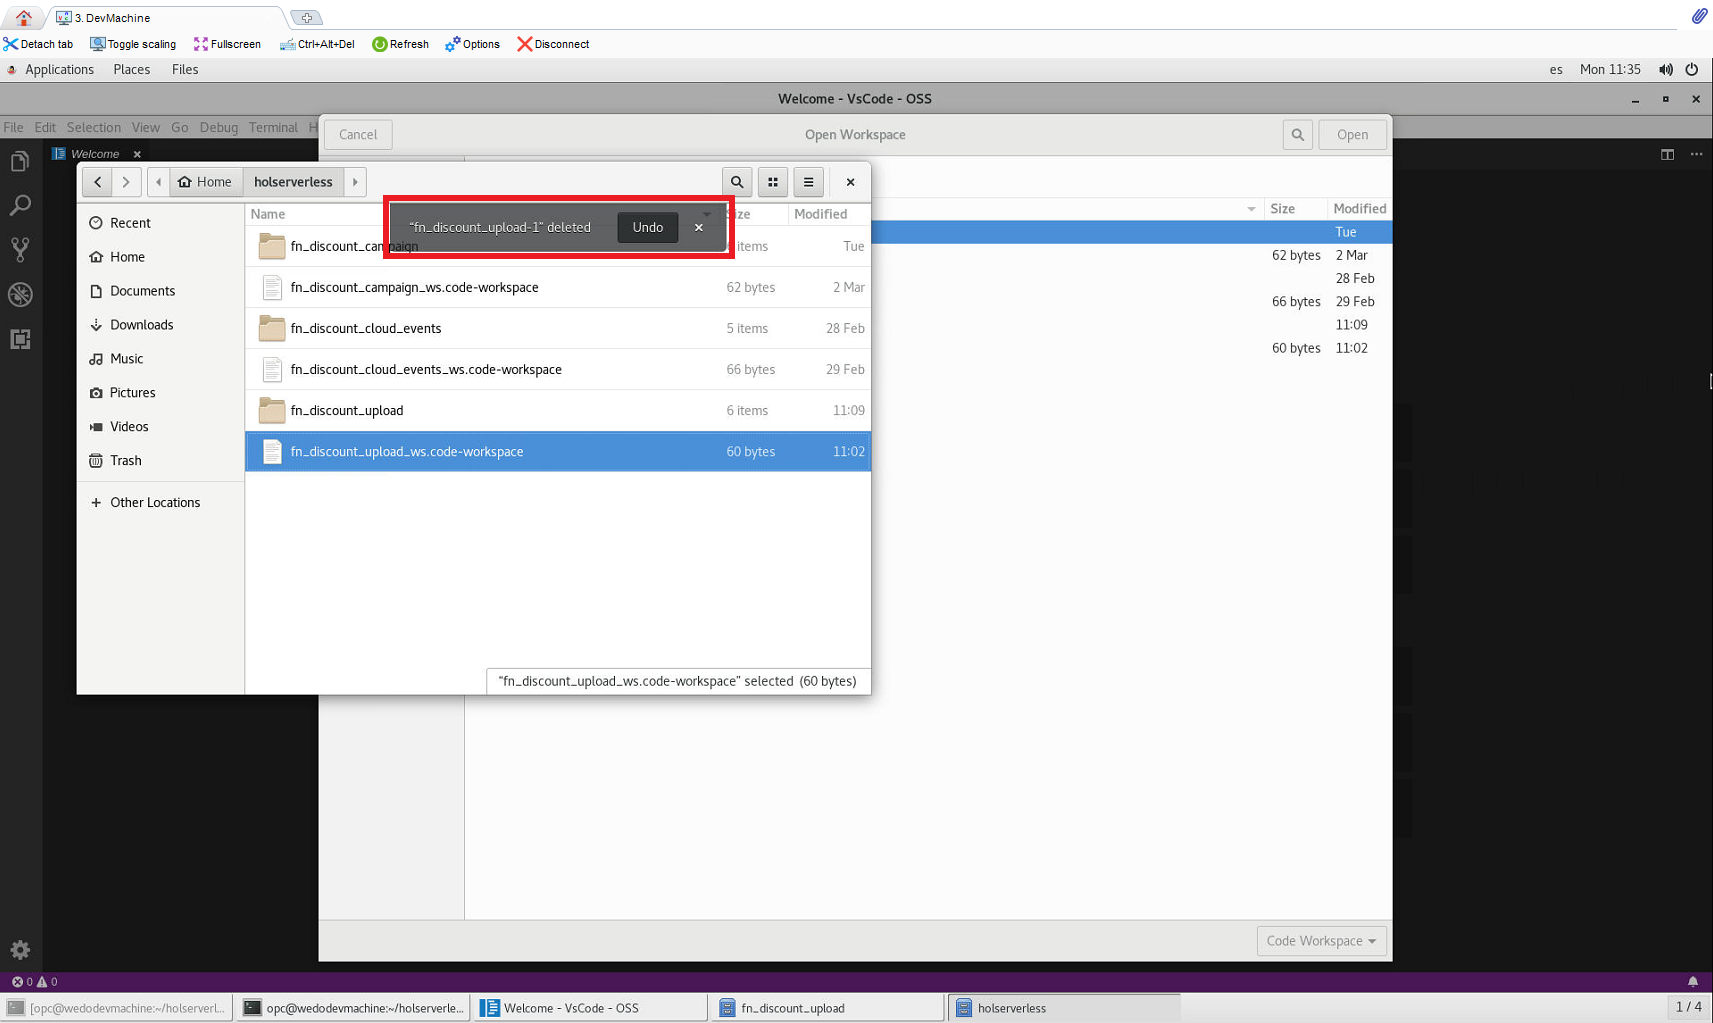 3. DevMachine
Detach tab Toggle scaling Fullscreen Ctrl+Alt+Del Refresh Options Disconnect
Applications Places Files es Mon 11:35
Welcome - VsCode - OSS
File Edit Selection View Go Debug Terminal H
Cancel Open Workspace Open
Welcome
Home holserverless
Name Size Modified
"fn_discount_upload-1" deleted Undo
Recent
Home
Documents
Downloads
Music
Pictures
Videos
Trash
Other Locations
fn_discount_campaign items Tue
fn_discount_campaign_ws.code-workspace 62 bytes 2 Mar
fn_discount_cloud_events 5 items 28 Feb
fn_discount_cloud_events_ws.code-workspace 66 bytes 29 Feb
fn_discount_upload 6 items 11:09
fn_discount_upload_ws.code-workspace 60 bytes 11:02
"fn_discount_upload_ws.code-workspace" selected (60 bytes)
Size Modified
Tue
62 bytes 2 Mar
28 Feb
66 bytes 29 Feb
11:09
60 bytes 11:02
Code Workspace
0 0
[opc@wedodevmachine:~/holserverl... opc@wedodevmachine:~/holserverle... Welcome - VsCode - OSS fn_discount_upload holserverless 1 / 4